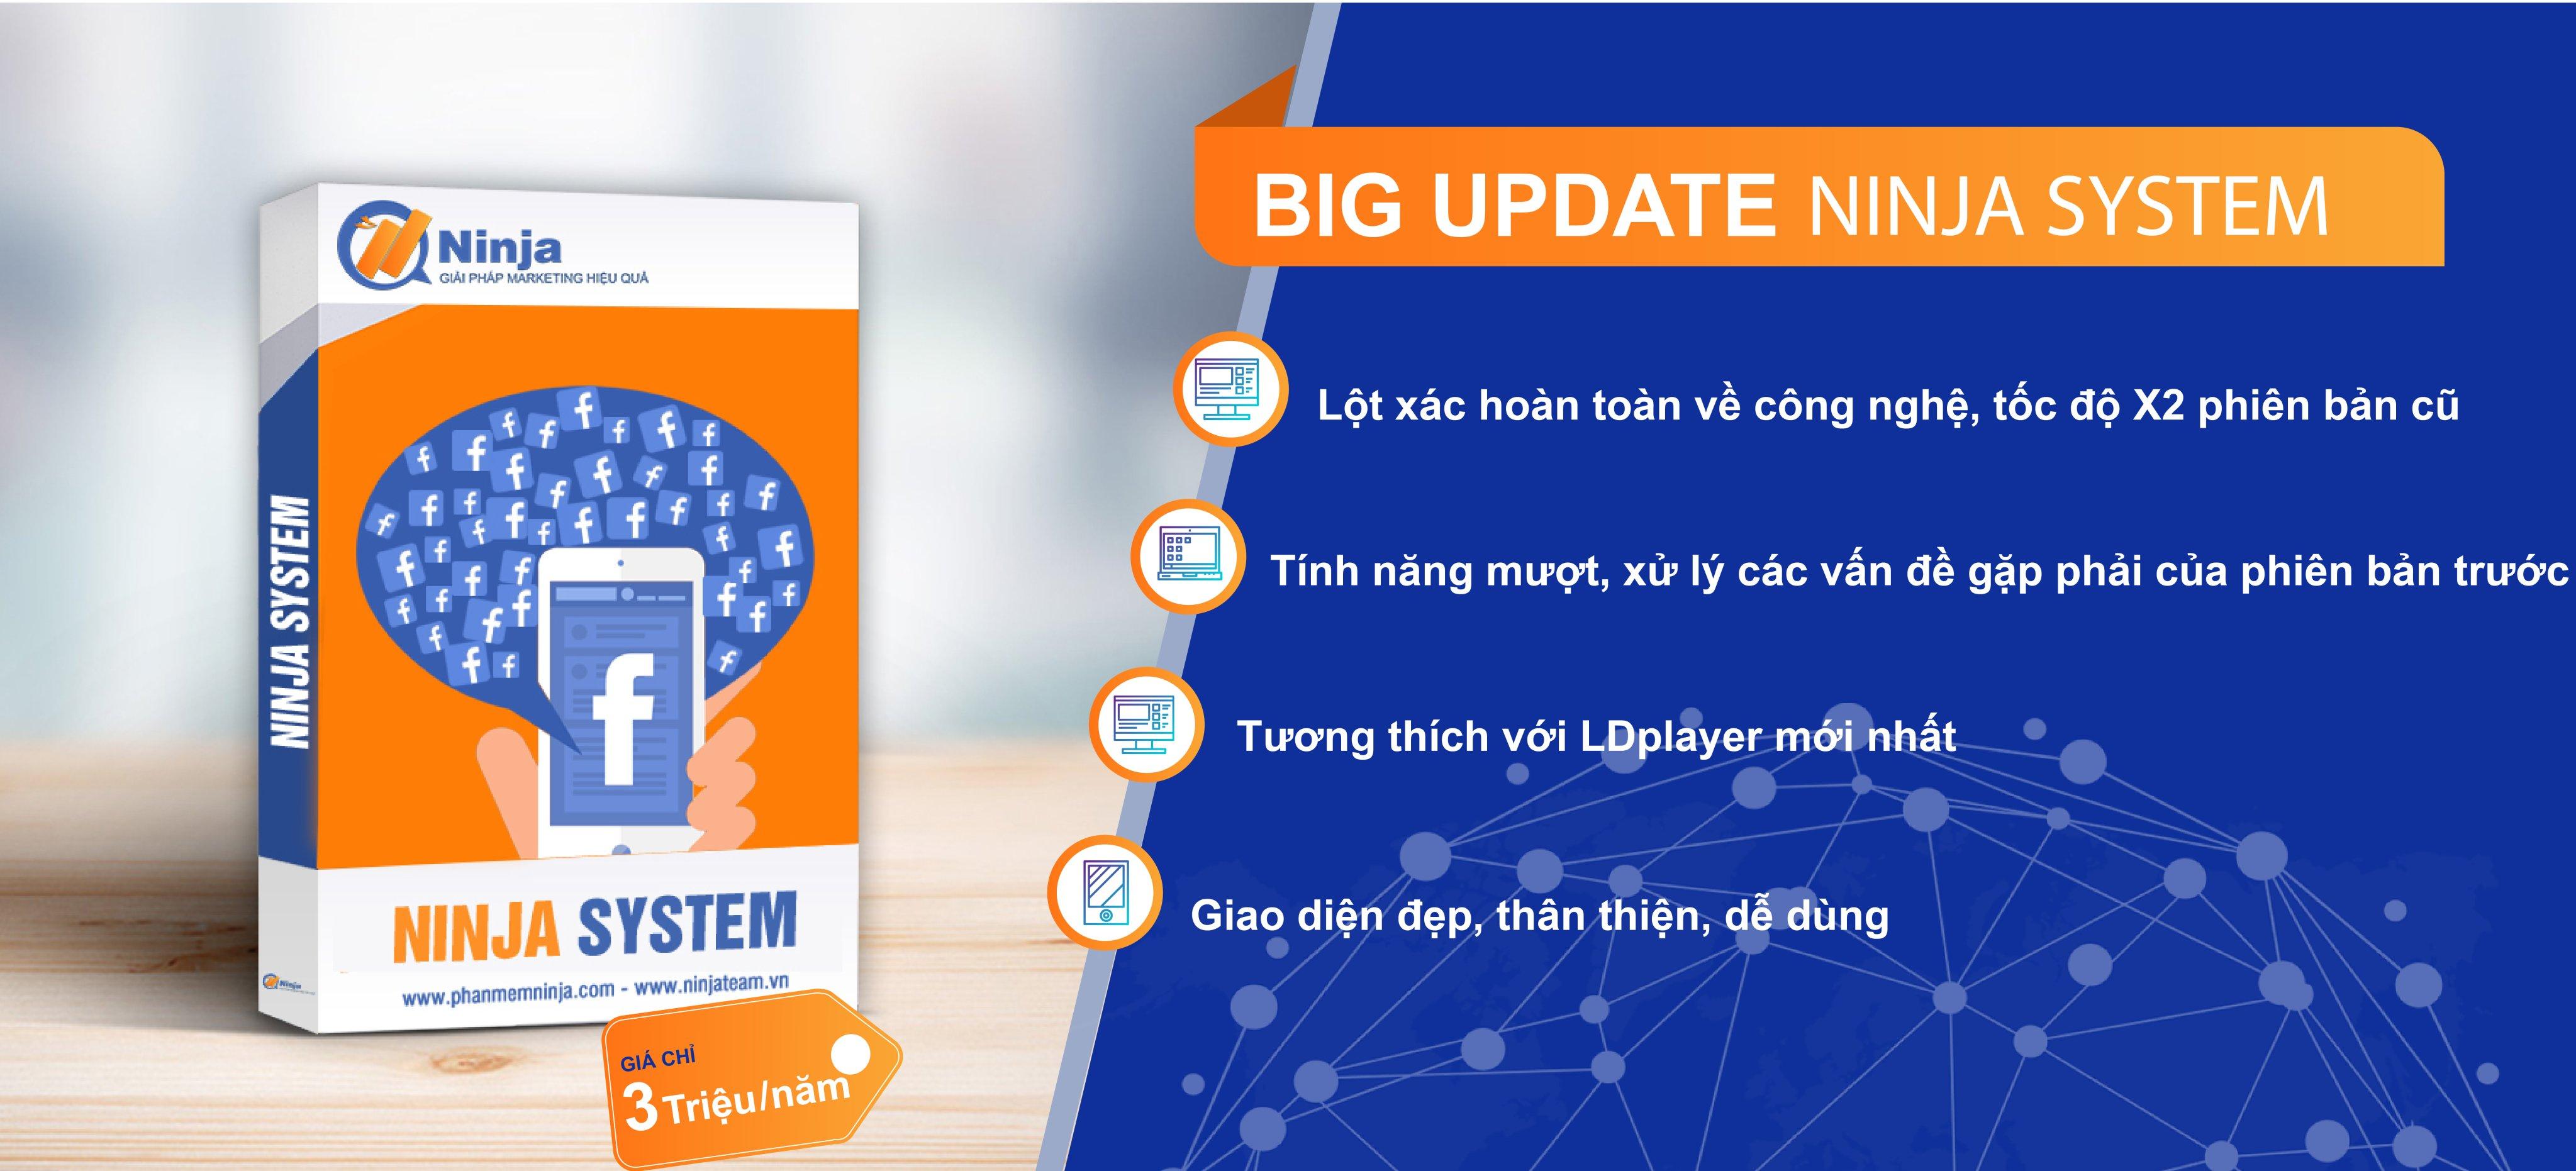 Ninja
GIẢI PHÁP MARKETING HIỆU QUẢ
NINJA SYSTEM
NINJA SYSTEM
www.phanmemninja.com - www.ninjateam.vn
Ninja
GIÁ CHỈ
3 Triệu/năm
BIG UPDATE NINJA SYSTEM
Lột xác hoàn toàn về công nghệ, tốc độ X2 phiên bản cũ
Tính năng mượt, xử lý các vấn đề gặp phải của phiên bản trước
Tương thích với LDplayer mới nhất
Giao diện đẹp, thân thiện, dễ dùng